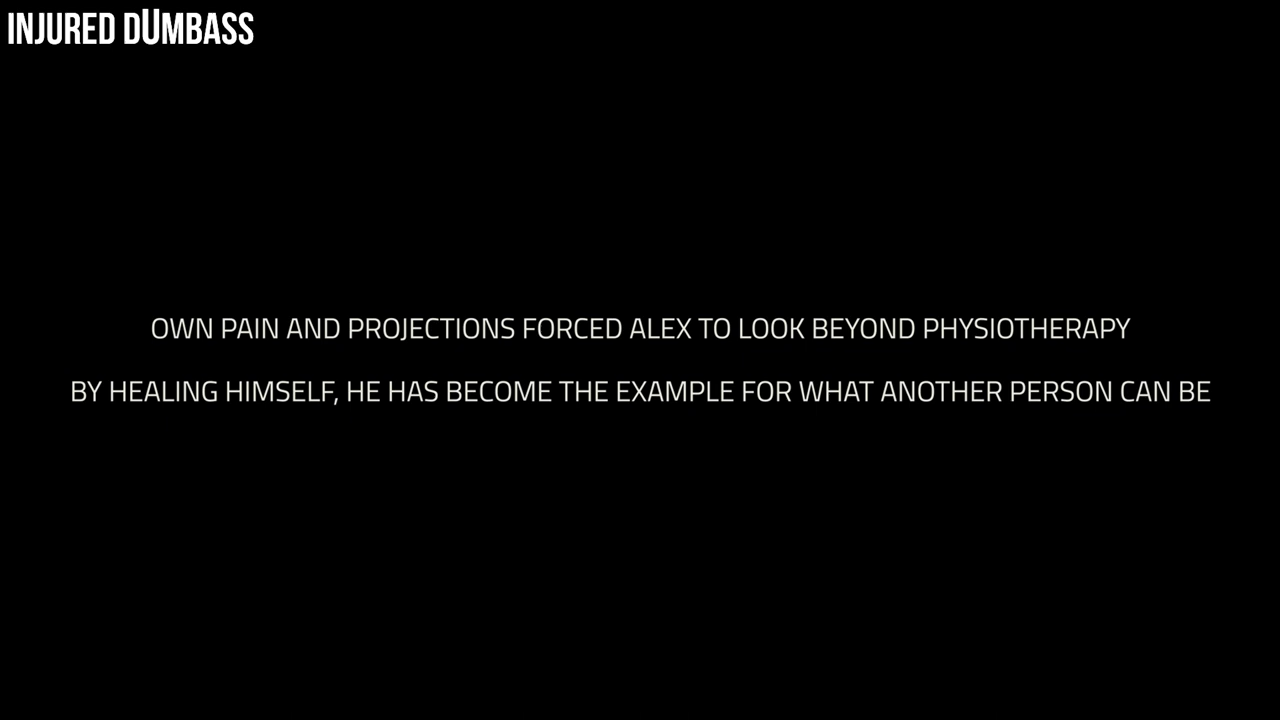 INJURED DUMBASS
OWN PAIN AND PROJECTIONS FORCED ALEX TO LOOK BEYOND PHYSIOTHERAPY
BY HEALING HIMSELF, HE HAS BECOME THE EXAMPLE FOR WHAT ANOTHER PERSON CAN BE